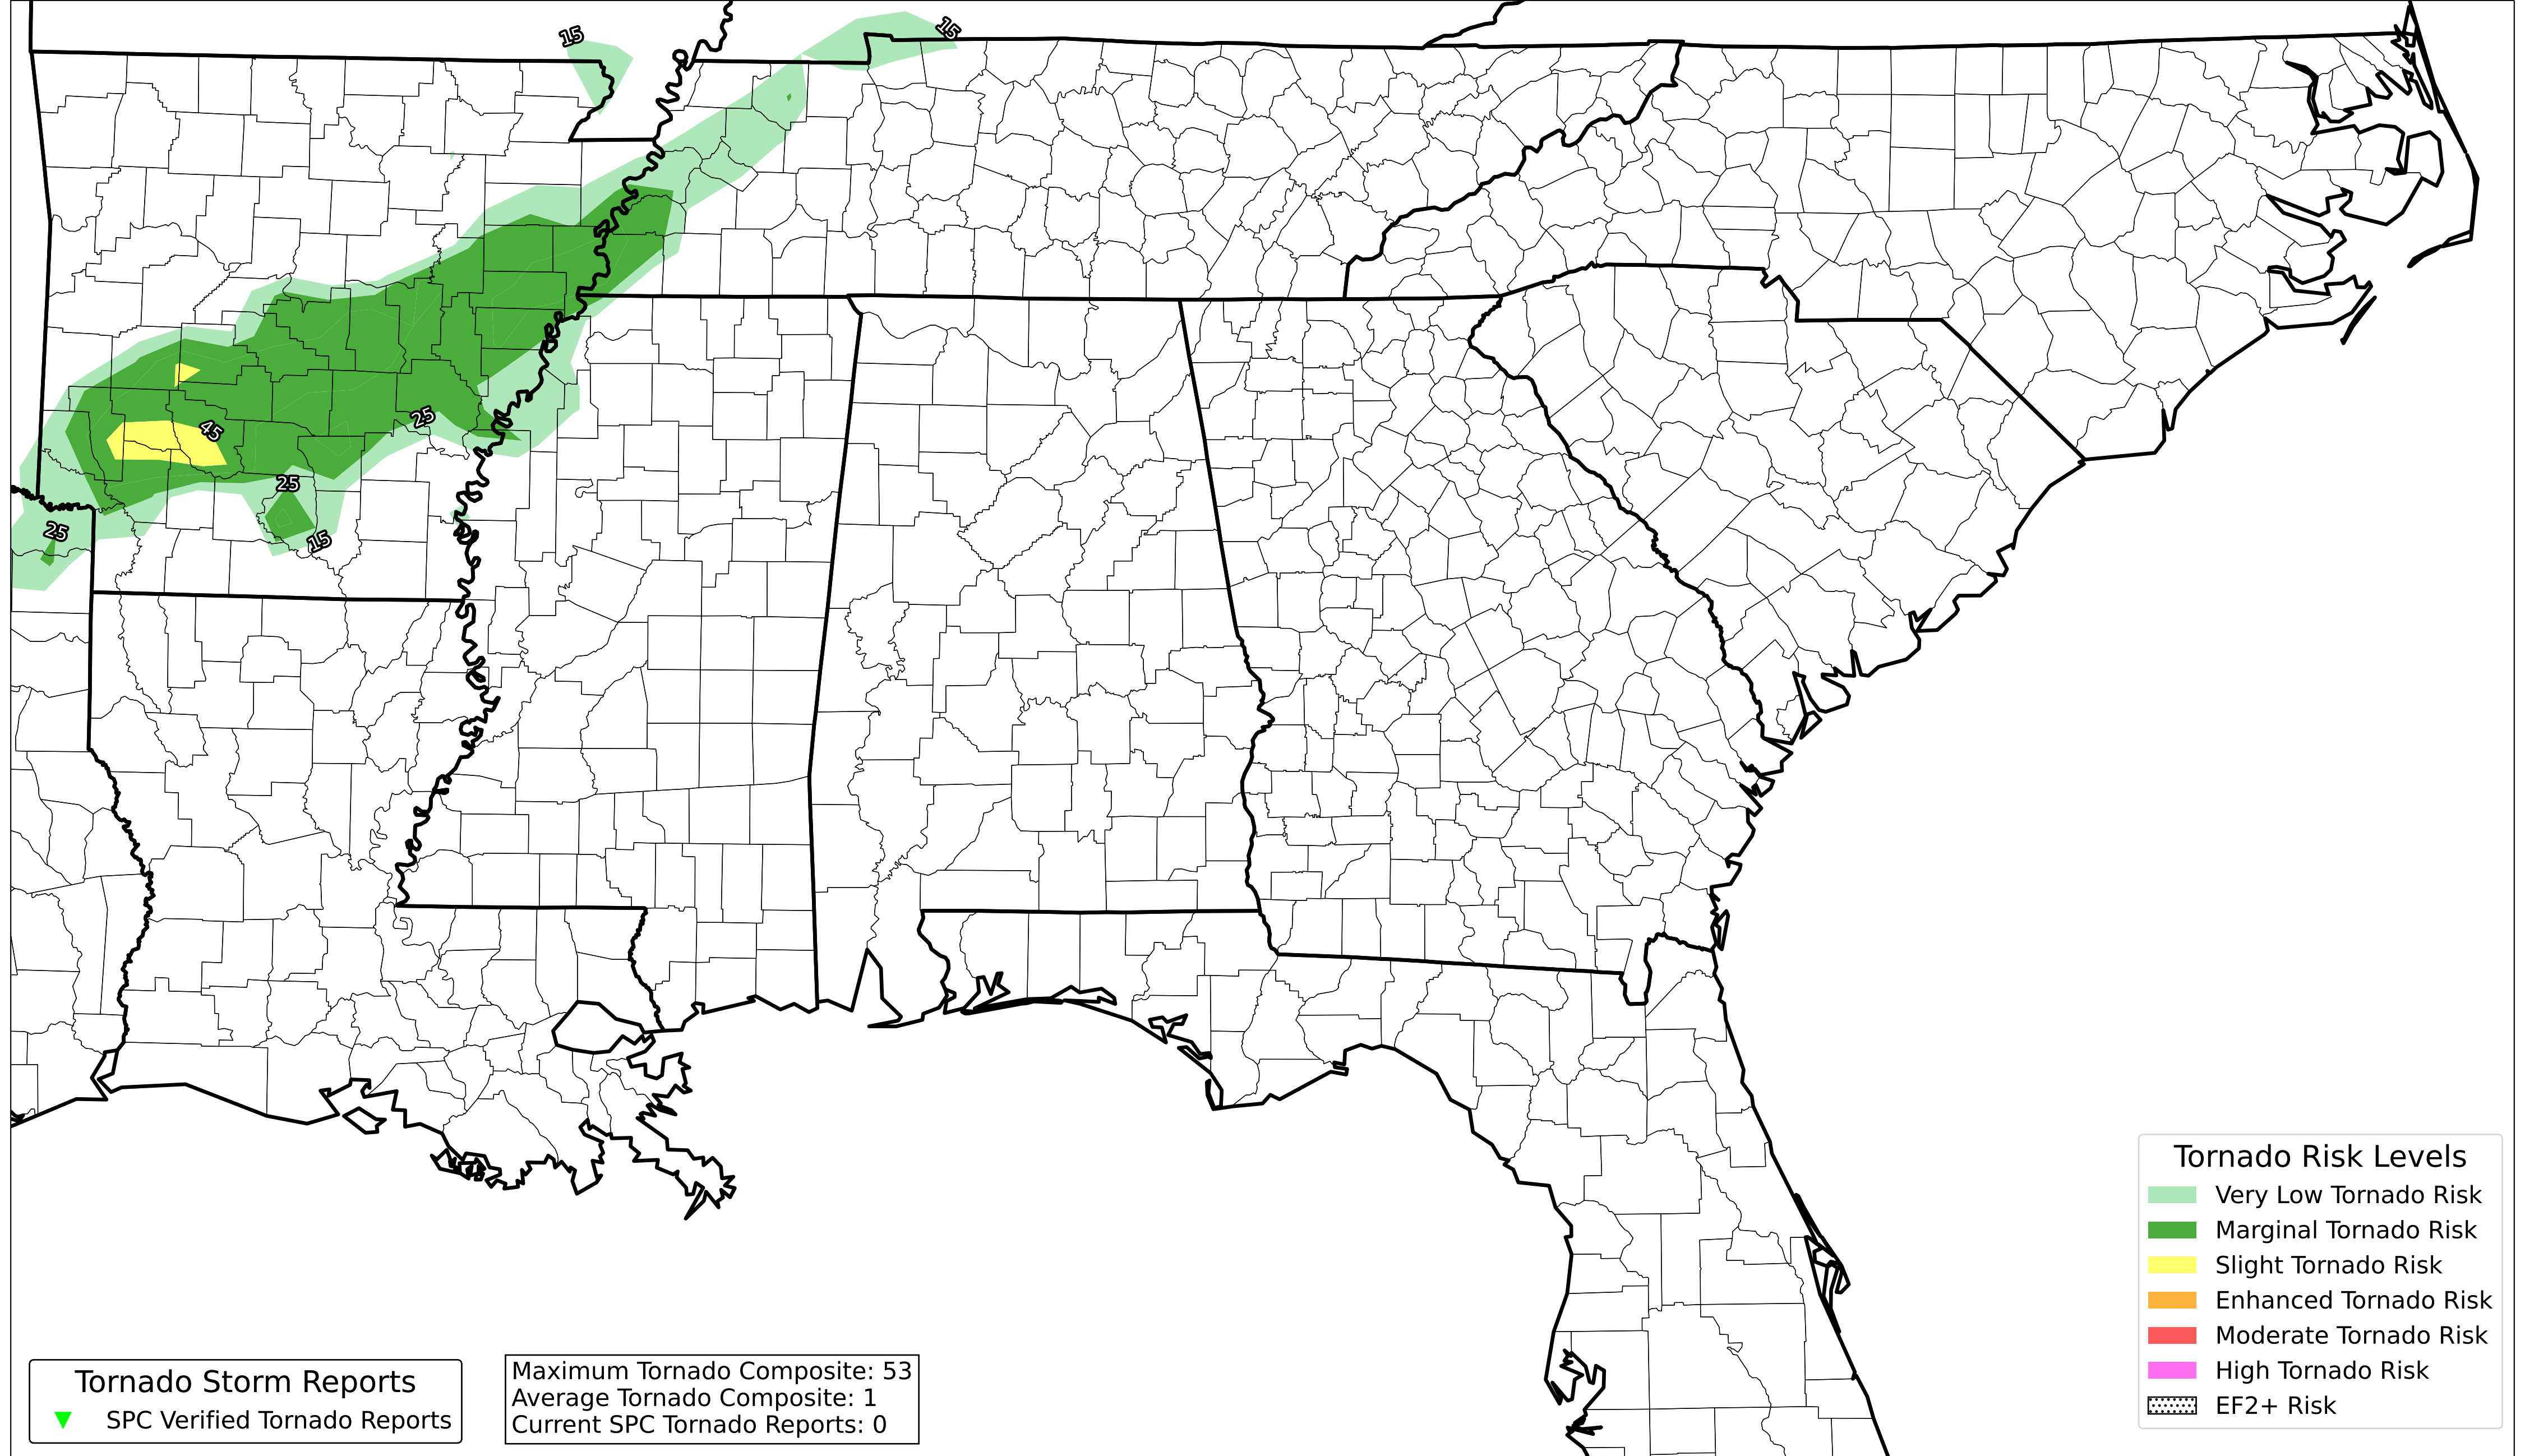 15
15
25
45
25
25
15
Tornado Risk Levels
Very Low Tornado Risk
Marginal Tornado Risk
Slight Tornado Risk
Enhanced Tornado Risk
Moderate Tornado Risk
High Tornado Risk
EF2+ Risk
Tornado Storm Reports
SPC Verified Tornado Reports
Maximum Tornado Composite: 53
Average Tornado Composite: 1
Current SPC Tornado Reports: 0